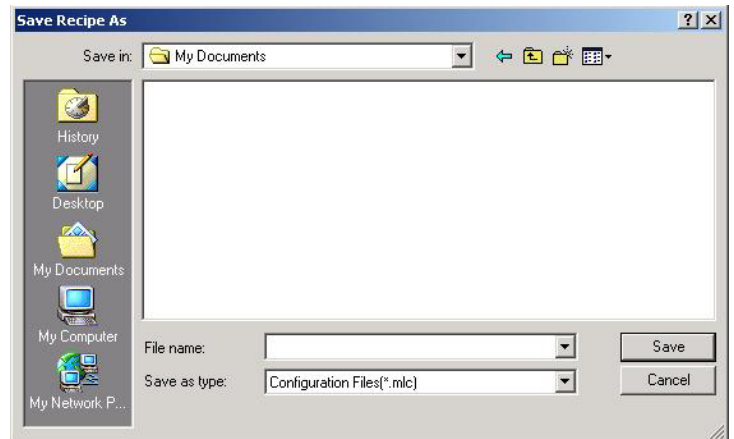 Save Recipe As
Save in: My Documents
History
Desktop
My Documents
My Computer
My Network P...
File name:
Save
Save as type: Configuration Files(*.mlc)
Cancel